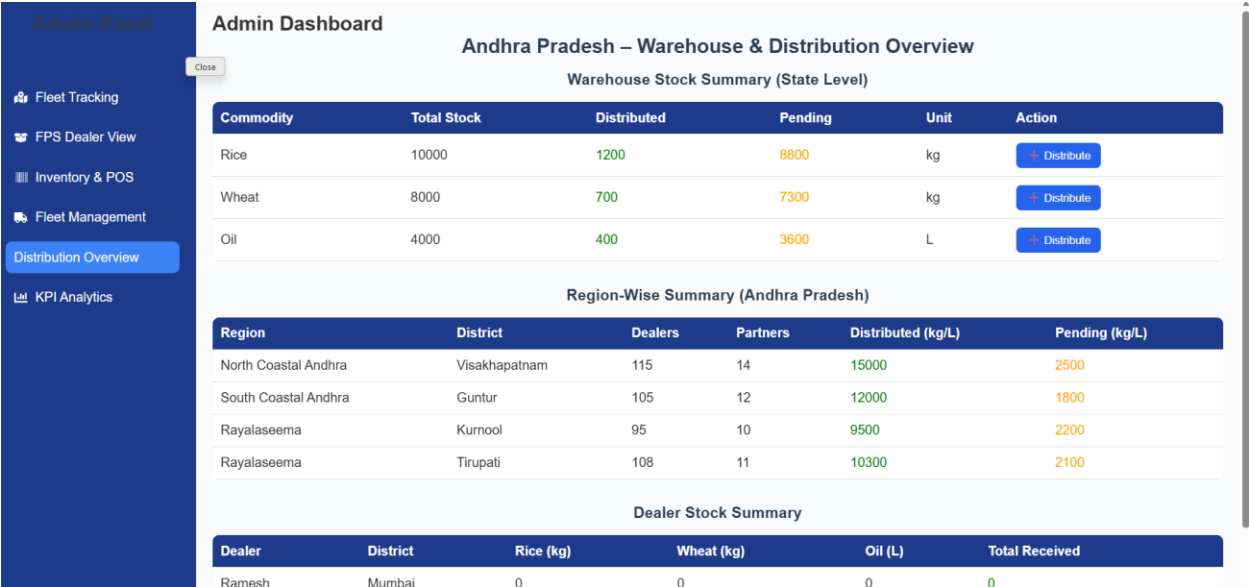 Admin Panel
Admin Dashboard
Andhra Pradesh – Warehouse & Distribution Overview
Close
Warehouse Stock Summary (State Level)
Fleet Tracking
FPS Dealer View
Inventory & POS
Fleet Management
Distribution Overview
KPI Analytics
Commodity Total Stock Distributed Pending Unit Action
Rice 10000 1200 8800 kg Distribute
Wheat 8000 700 7300 kg Distribute
Oil 4000 400 3600 L Distribute
Region-Wise Summary (Andhra Pradesh)
Region District Dealers Partners Distributed (kg/L) Pending (kg/L)
North Coastal Andhra Visakhapatnam 115 14 15000 2500
South Coastal Andhra Guntur 105 12 12000 1800
Rayalaseema Kurnool 95 10 9500 2200
Rayalaseema Tirupati 108 11 10300 2100
Dealer Stock Summary
Dealer District Rice (kg) Wheat (kg) Oil (L) Total Received
Ramesh Mumbai 0 0 0 0